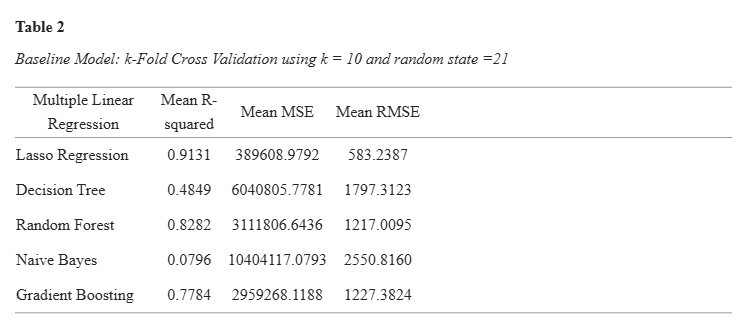 Table 2
Baseline Model: k-Fold Cross Validation using k = 10 and random state =21
Multiple Linear Regression Mean R-squared Mean MSE Mean RMSE
Lasso Regression 0.9131 389608.9792 583.2387
Decision Tree 0.4849 6040805.7781 1797.3123
Random Forest 0.8282 3111806.6436 1217.0095
Naive Bayes 0.0796 10404117.0793 2550.8160
Gradient Boosting 0.7784 2959268.1188 1227.3824